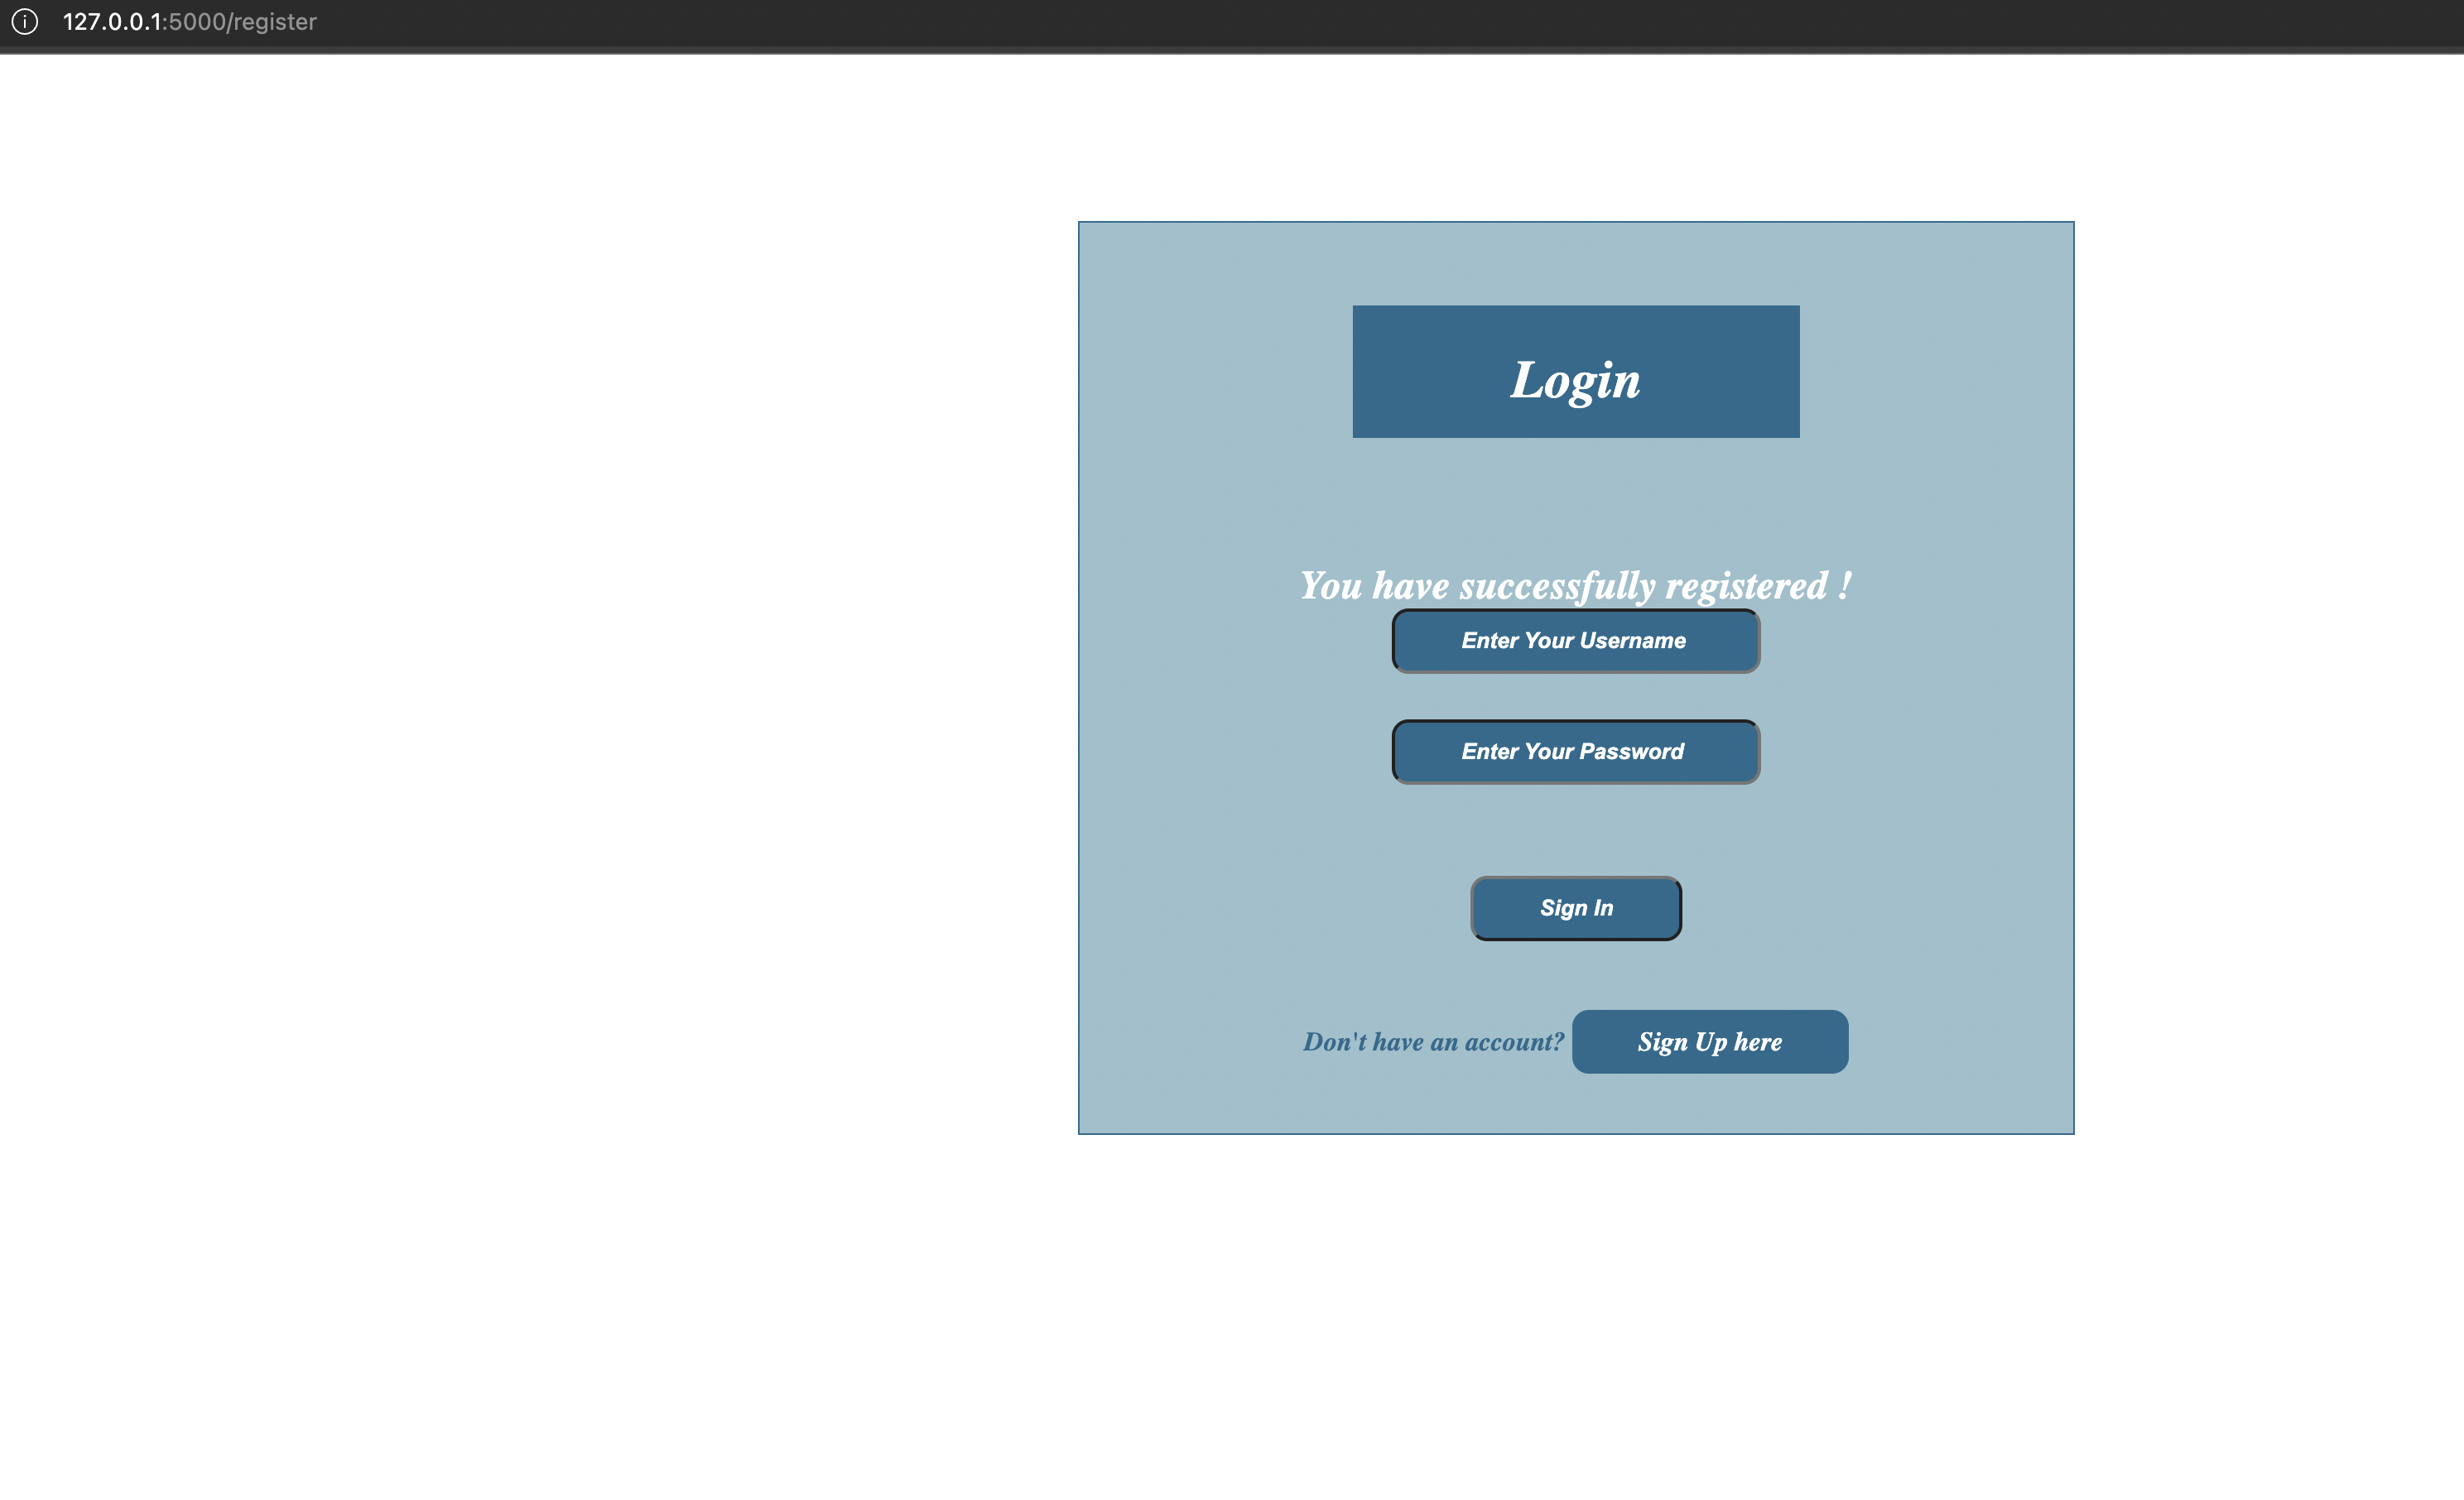 127.0.0.1:5000/register
Login
You have successfully registered !
Enter Your Username
Enter Your Password
Sign In
Don't have an account? Sign Up here